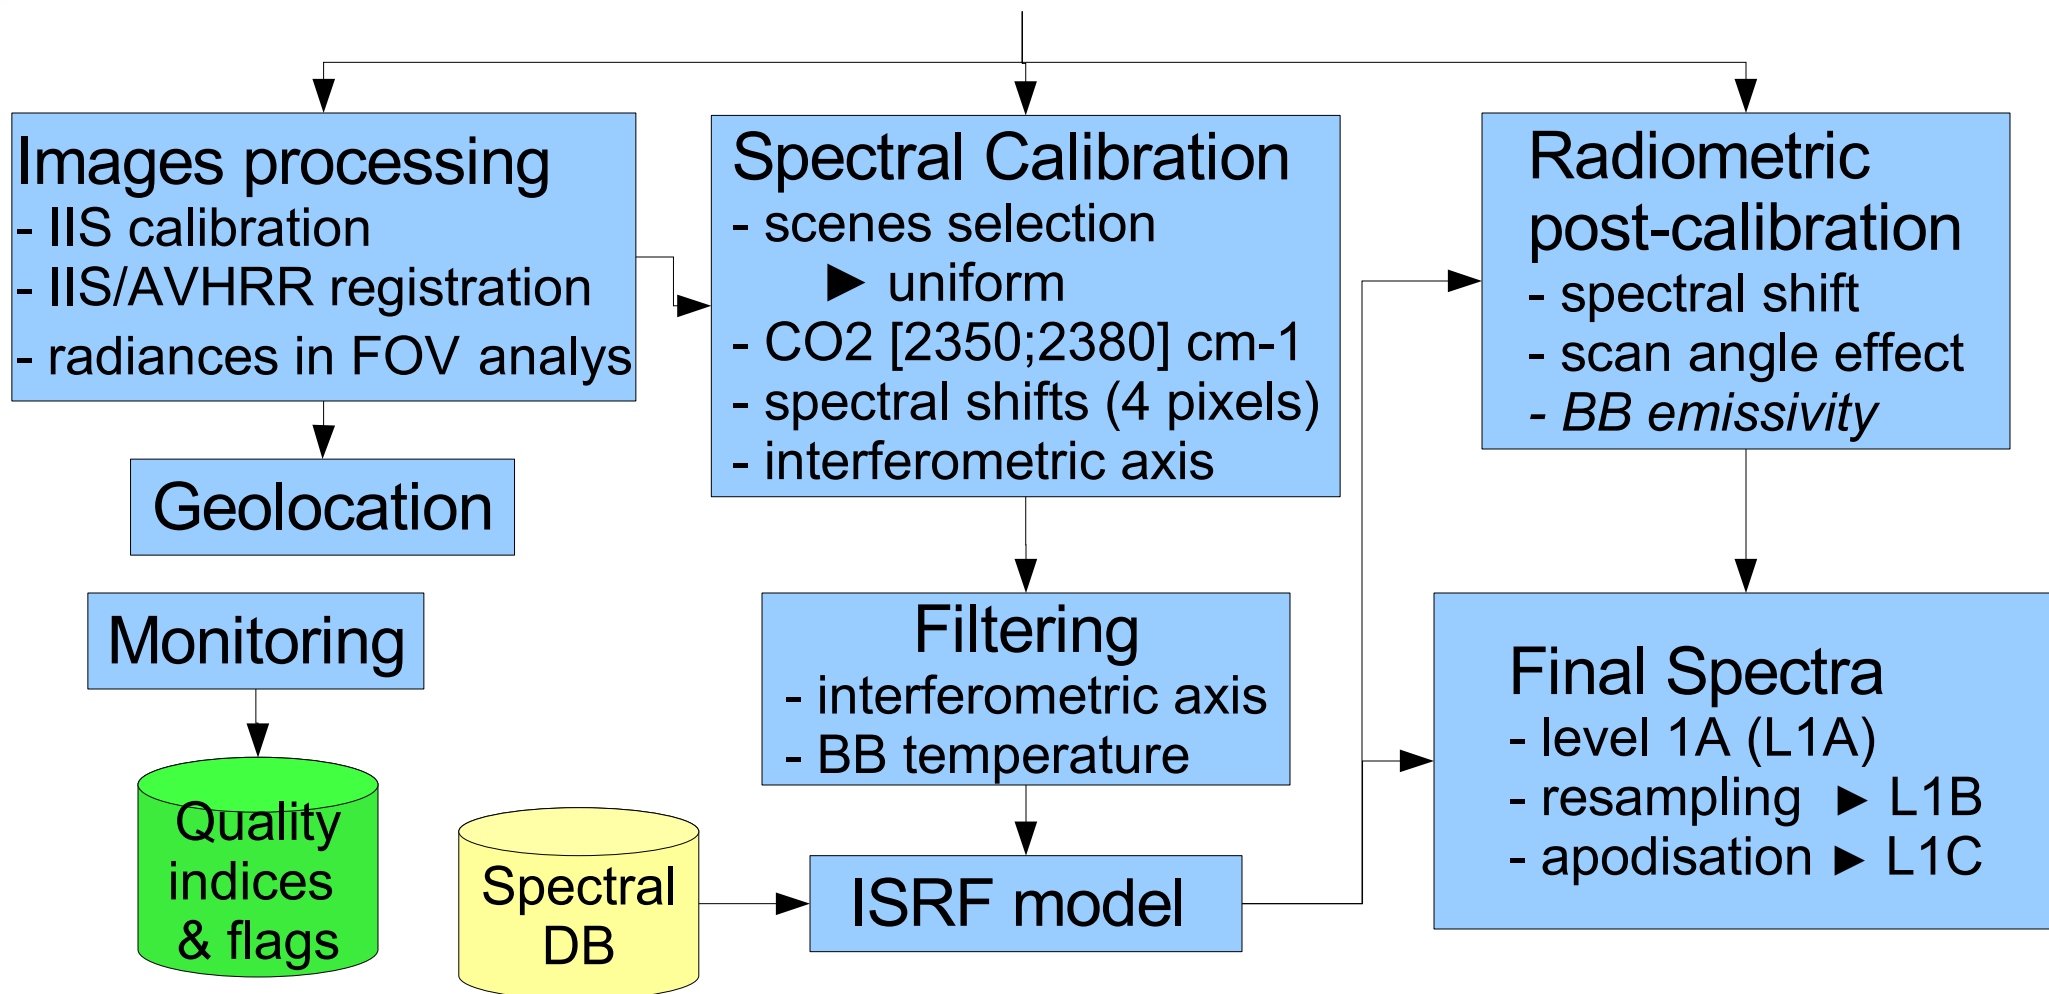 Images processing
- IIS calibration
- IIS/AVHRR registration
- radiances in FOV analys
Geolocation
Monitoring
Quality
indices
& flags
Spectral Calibration
- scenes selection
► uniform
- CO2 [2350;2380] cm-1
- spectral shifts (4 pixels)
- interferometric axis
Filtering
- interferometric axis
- BB temperature
Spectral
DB
ISRF model
Radiometric
post-calibration
- spectral shift
- scan angle effect
- BB emissivity
Final Spectra
- level 1A (L1A)
- resampling ► L1B
- apodisation ► L1C